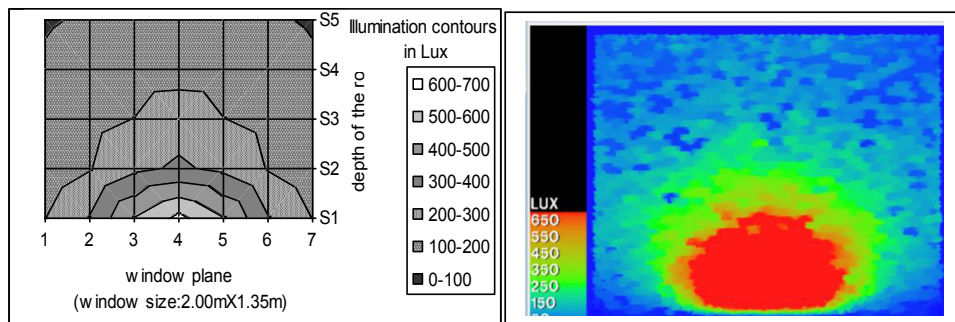 S5
S4
S3
S2
S1
depth of the ro
1 2 3 4 5 6 7
window plane
(window size:2.00mX1.35m)
Illumination contours
in Lux
600-700
500-600
400-500
300-400
200-300
100-200
0-100
LUX
650
550
450
350
250
150